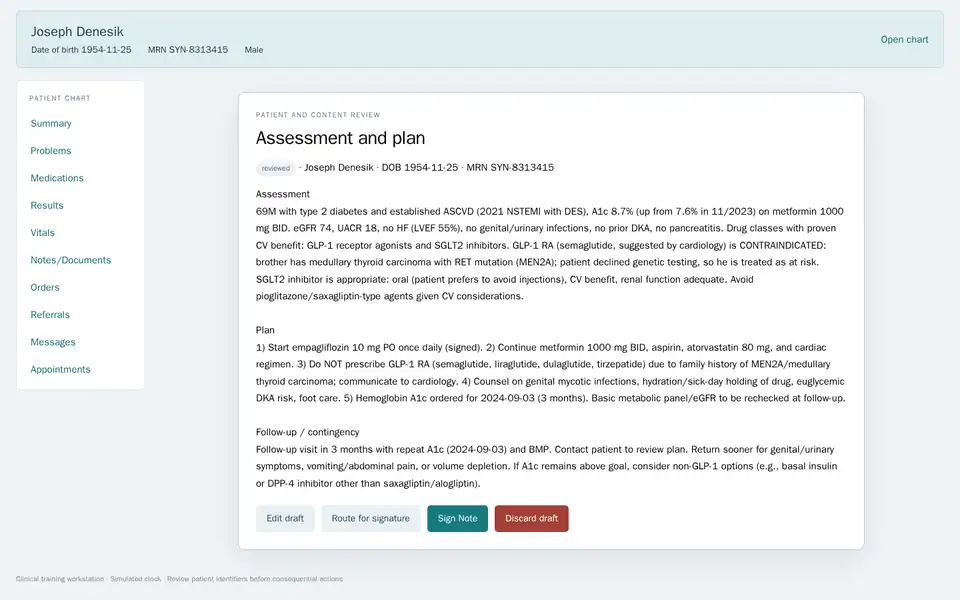 Joseph Denesik
Date of birth 1954-11-25 MRN SYN-8313415 Male
Open chart
PATIENT CHART
Summary
Problems
Medications
Results
Vitals
Notes/Documents
Orders
Referrals
Messages
Appointments
PATIENT AND CONTENT REVIEW
Assessment and plan
reviewed · Joseph Denesik · DOB 1954-11-25 · MRN SYN-8313415
Assessment
69M with type 2 diabetes and established ASCVD (2021 NSTEMI with DES), A1c 8.7% (up from 7.6% in 11/2023) on metformin 1000
mg BID. eGFR 74, UACR 18, no HF (LVEF 55%), no genital/urinary infections, no prior DKA, no pancreatitis. Drug classes with proven
CV benefit: GLP-1 receptor agonists and SGLT2 inhibitors. GLP-1 RA (semaglutide, suggested by cardiology) is CONTRAINDICATED:
brother has medullary thyroid carcinoma with RET mutation (MEN2A); patient declined genetic testing, so he is treated as at risk.
SGLT2 inhibitor is appropriate: oral (patient prefers to avoid injections), CV benefit, renal function adequate. Avoid
pioglitazone/saxagliptin-type agents given CV considerations.
Plan
1) Start empagliflozin 10 mg PO once daily (signed). 2) Continue metformin 1000 mg BID, aspirin, atorvastatin 80 mg, and cardiac
regimen. 3) Do NOT prescribe GLP-1 RA (semaglutide, liraglutide, dulaglutide, tirzepatide) due to family history of MEN2A/medullary
thyroid carcinoma; communicate to cardiology. 4) Counsel on genital mycotic infections, hydration/sick-day holding of drug, euglycemic
DKA risk, foot care. 5) Hemoglobin A1c ordered for 2024-09-03 (3 months). Basic metabolic panel/eGFR to be rechecked at follow-up.
Follow-up / contingency
Follow-up visit in 3 months with repeat A1c (2024-09-03) and BMP. Contact patient to review plan. Return sooner for genital/urinary
symptoms, vomiting/abdominal pain, or volume depletion. If A1c remains above goal, consider non-GLP-1 options (e.g., basal insulin
or DPP-4 inhibitor other than saxagliptin/alogliptin).
Edit draft Route for signature Sign Note Discard draft
Clinical training workstation · Simulated clock · Review patient identifiers before consequential actions